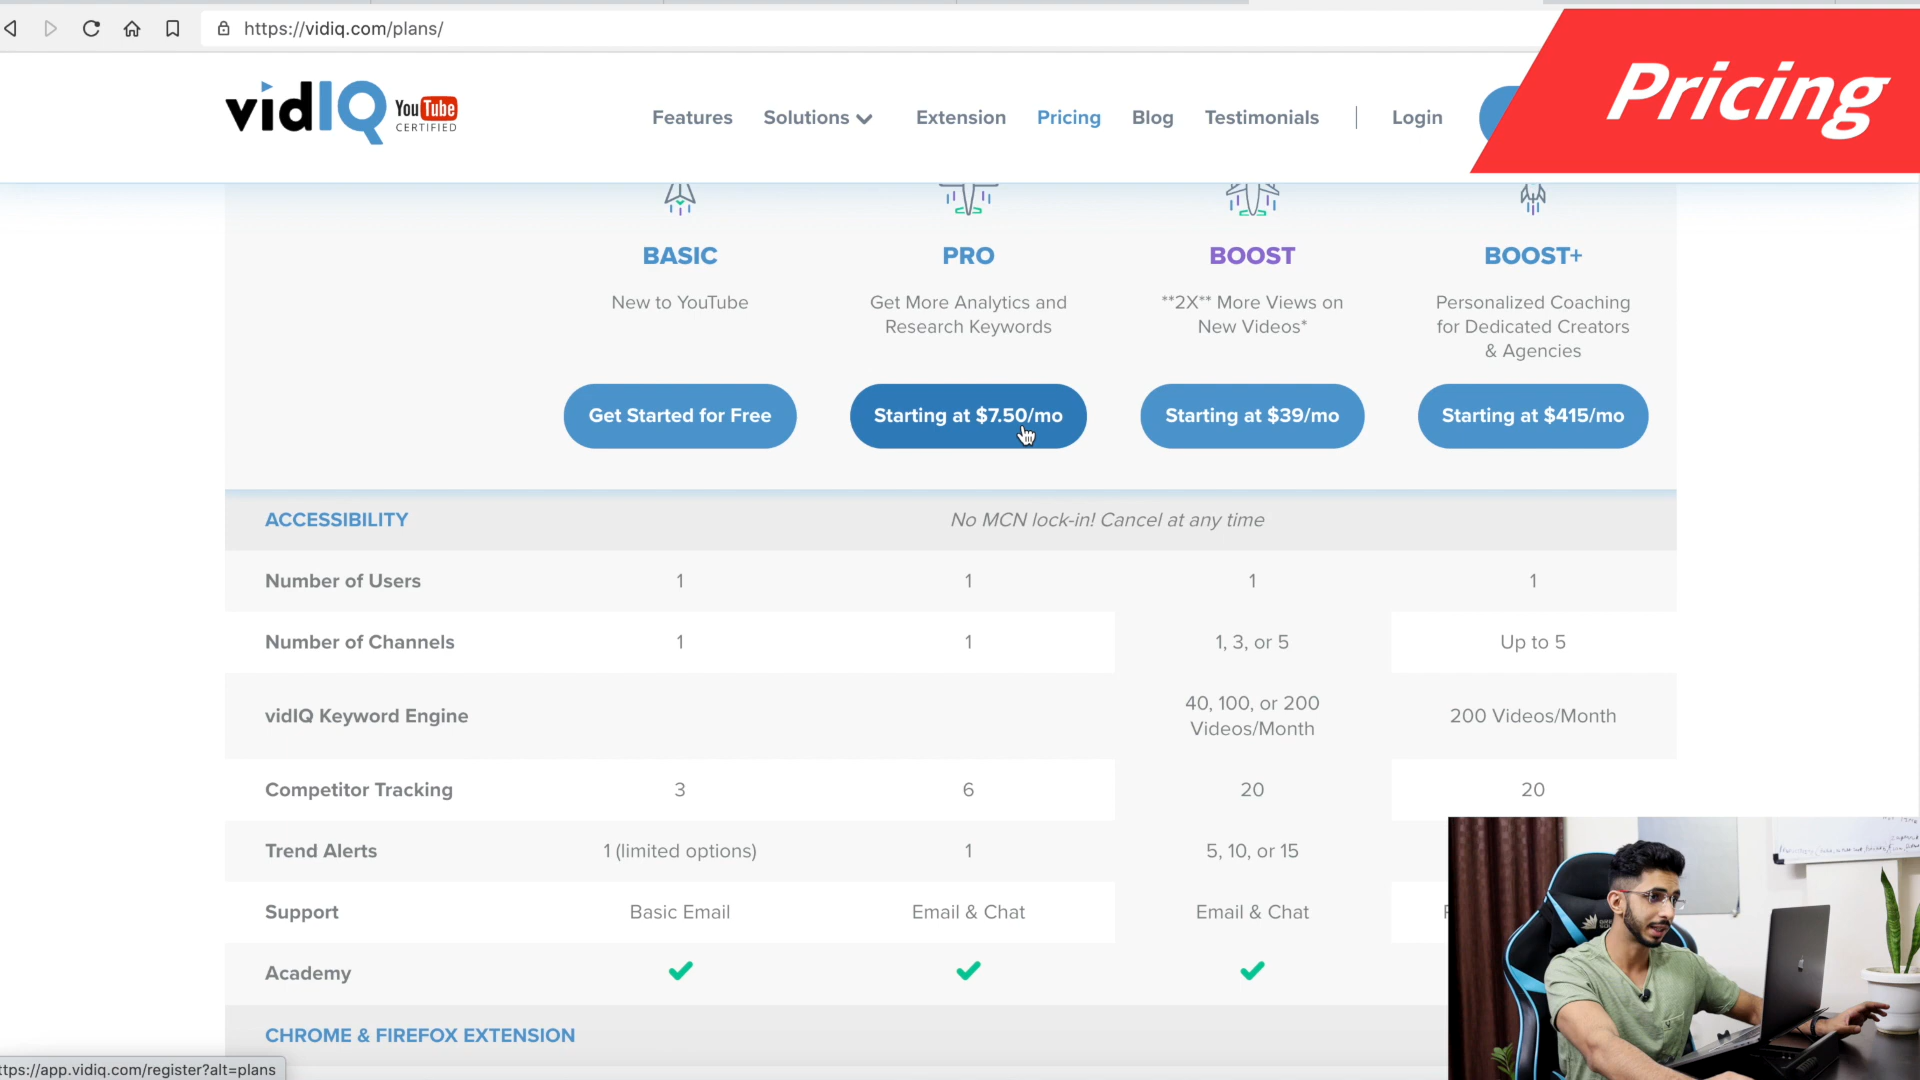 https://vidiq.com/plans/
Pricing
vidIQ YouTube CERTIFIED
Features Solutions Extension Pricing Blog Testimonials | Login
BASIC PRO BOOST BOOST+
New to YouTube
Get More Analytics and
Research Keywords
**2X** More Views on
New Videos*
Personalized Coaching
for Dedicated Creators
& Agencies
Get Started for Free Starting at $7.50/mo Starting at $39/mo Starting at $415/mo
ACCESSIBILITY No MCN lock-in! Cancel at any time
Number of Users 1 1 1 1
Number of Channels 1 1 1, 3, or 5 Up to 5
vidIQ Keyword Engine
40, 100, or 200
Videos/Month
200 Videos/Month
Competitor Tracking 3 6 20 20
Trend Alerts 1 (limited options) 1 5, 10, or 15
Support Basic Email Email & Chat Email & Chat
Academy
CHROME & FIREFOX EXTENSION
ttps://app.vidiq.com/register?alt=plans